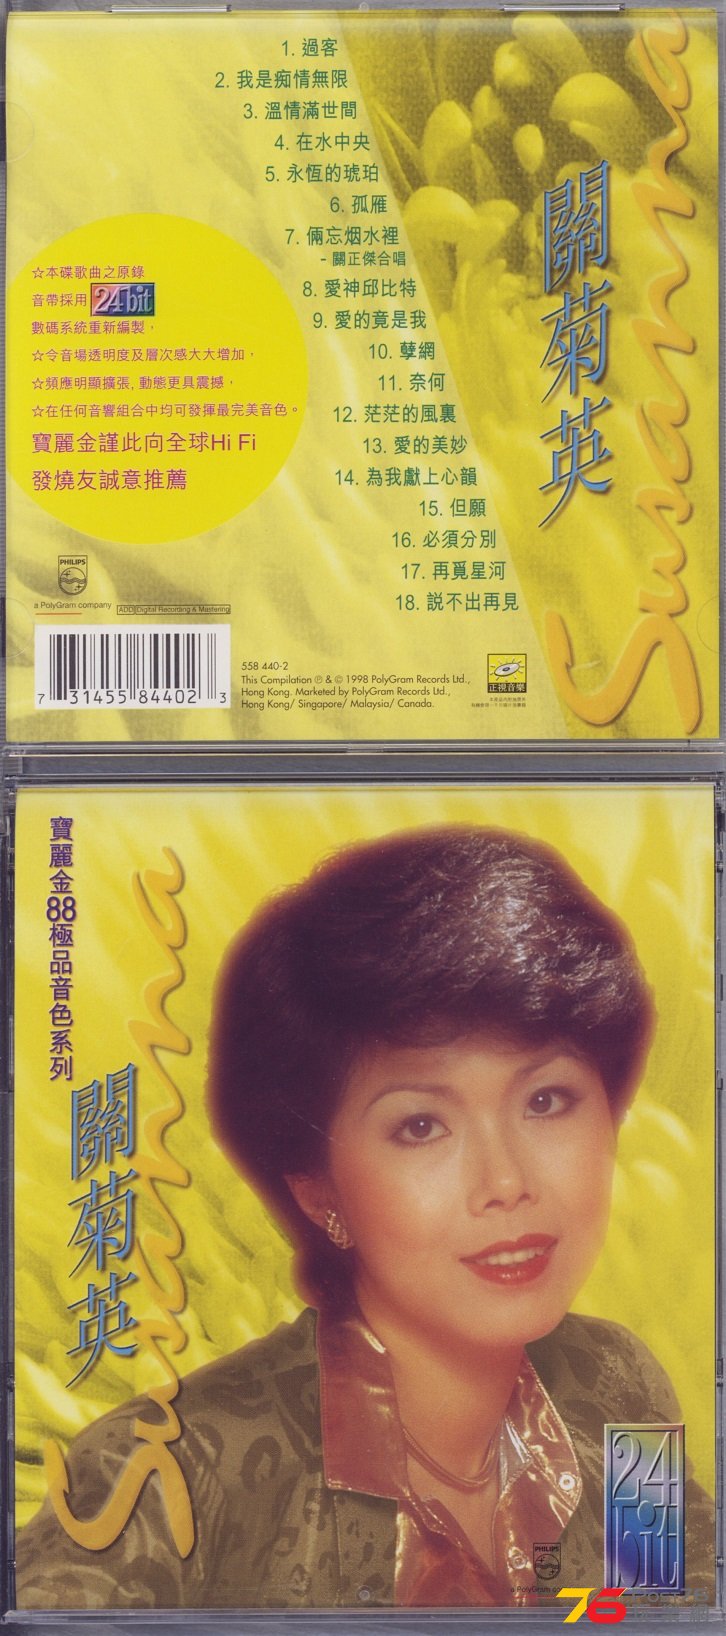 1. 過客
2. 我是痴情無限
3. 溫情滿世間
4. 在水中央
5. 永恆的琥珀
6. 孤雁
7. 倆忘烟水裡
- 關正傑合唱
8. 愛神邱比特
9. 愛的竟是我
10. 孽網
11. 奈何
12. 茫茫的風裏
13. 愛的美妙
14. 為我獻上心韻
15. 但願
16. 必須分別
17. 再覓星河
18. 説不出再見
關菊英
Susanna
☆本碟歌曲之原錄
音帶採用24bit
數碼系統重新編製，
☆令音場透明度及層次感大大增加，
☆頻應明顯擴張, 動態更具震撼，
☆在任何音響組合中均可發揮最完美音色。
寶麗金謹此向全球Hi Fi
發燒友誠意推薦
PHILIPS
a PolyGram company
ADD Digital Recording & Mastering
7 31455 84402 3
558 440-2
This Compilation ℗ & © 1998 PolyGram Records Ltd.,
Hong Kong. Marketed by PolyGram Records Ltd.,
Hong Kong/ Singapore/ Malaysia/ Canada.
正視音樂
寶麗金88極品音色系列
關菊英
Susanna
24
bit
PHILIPS
a PolyGram
76